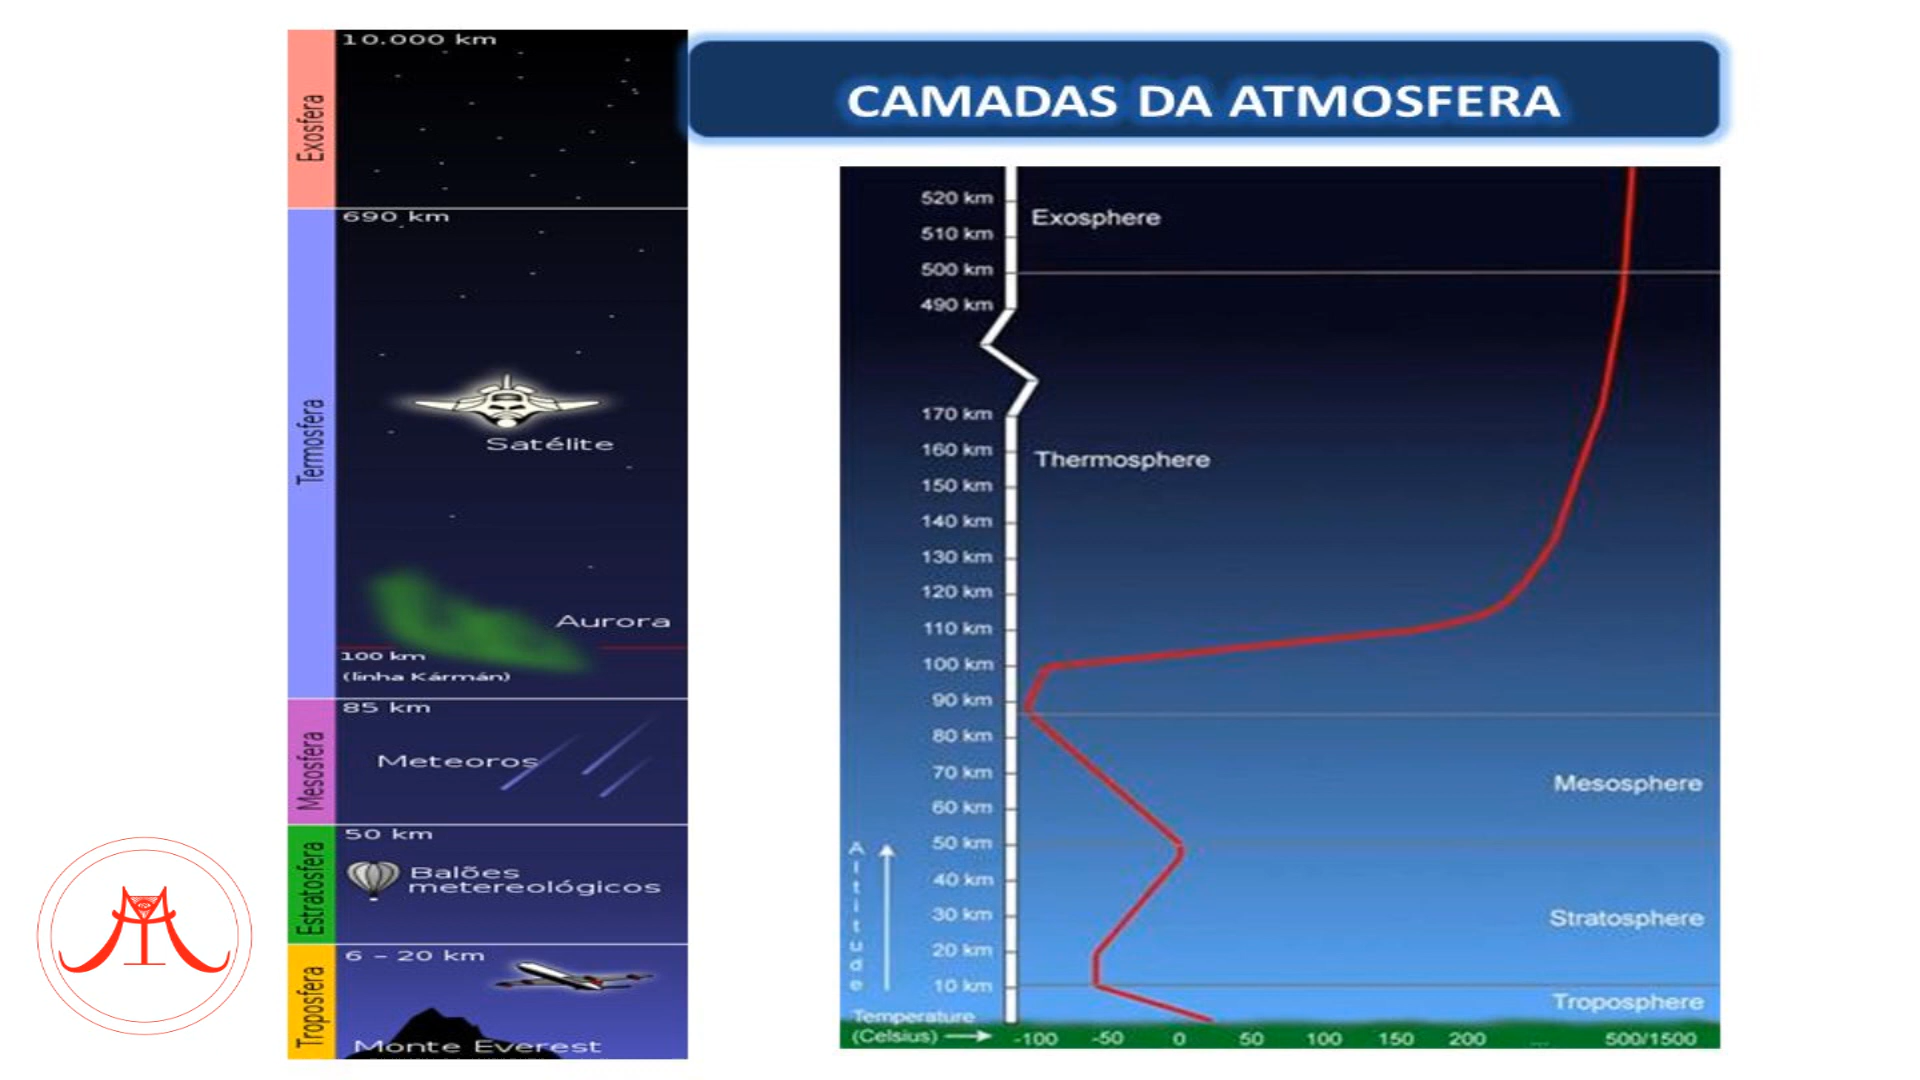 CAMADAS DA ATMOSFERA
Exosfera
10.000 km
Termosfera
690 km
Satélite
Aurora
100 km
(linha Kármán)
Mesosfera
85 km
Meteoros
Estratosfera
50 km
Balões
metereológicos
Troposfera
6 – 20 km
Monte Everest
520 km
Exosphere
510 km
500 km
490 km
170 km
160 km
Thermosphere
150 km
140 km
130 km
120 km
110 km
100 km
90 km
80 km
Mesosphere
70 km
60 km
50 km
40 km
30 km
Stratosphere
20 km
10 km
Troposphere
Altitude
Temperature
(Celsius)
-100 -50 0 50 100 150 200 ... 500/1500